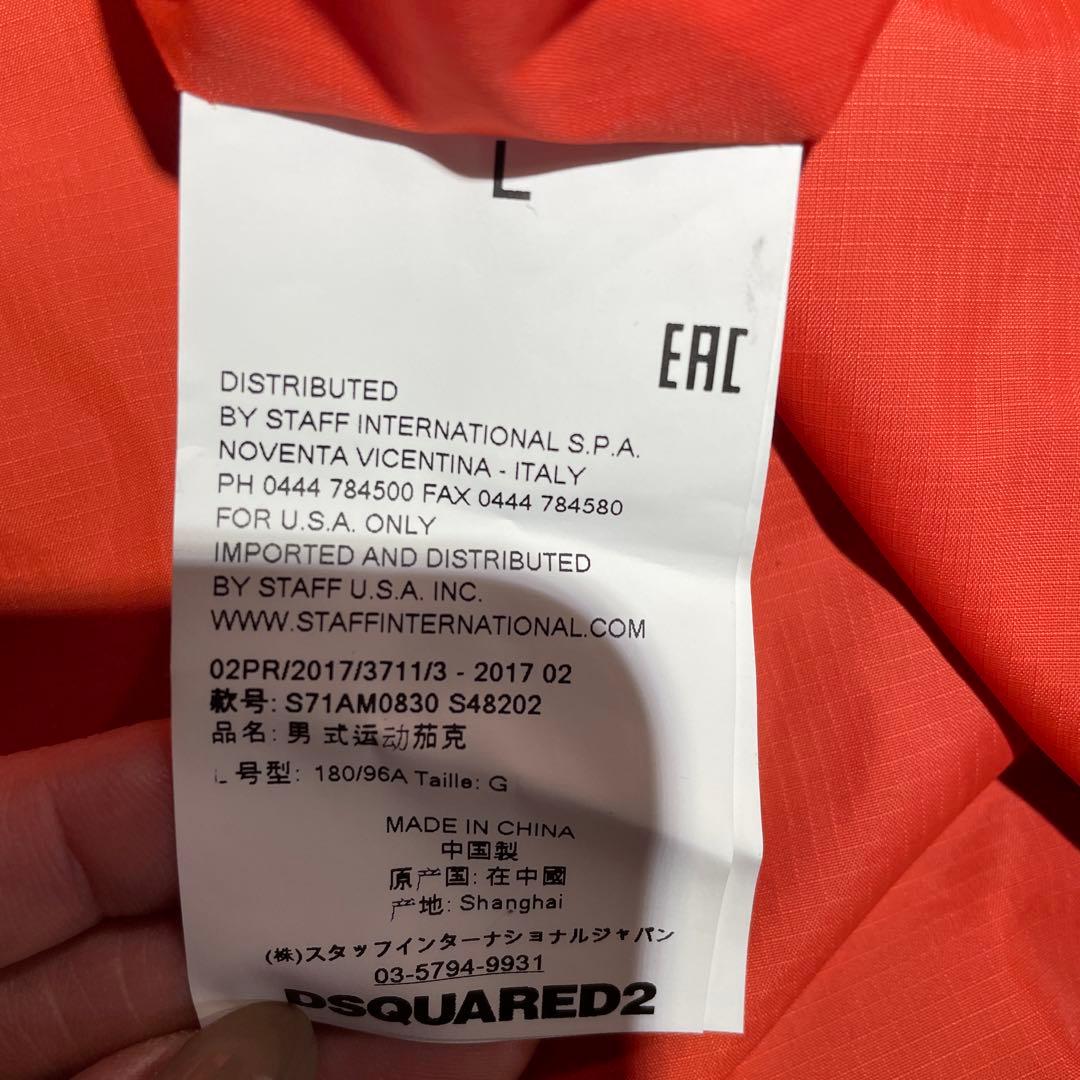 L
EAC
DISTRIBUTED
BY STAFF INTERNATIONAL S.P.A.
NOVENTA VICENTINA - ITALY
PH 0444 784500 FAX 0444 784580
FOR U.S.A. ONLY
IMPORTED AND DISTRIBUTED
BY STAFF U.S.A. INC.
WWW.STAFFINTERNATIONAL.COM
02PR/2017/3711/3 - 2017 02
款号: S71AM0830 S48202
品名: 男 式运动茄克
L号型: 180/96A Taille: G
MADE IN CHINA
中国製
原产国: 在中國
产地: Shanghai
(株)スタッフインターナショナルジャパン
03-5794-9931
DSQUARED2